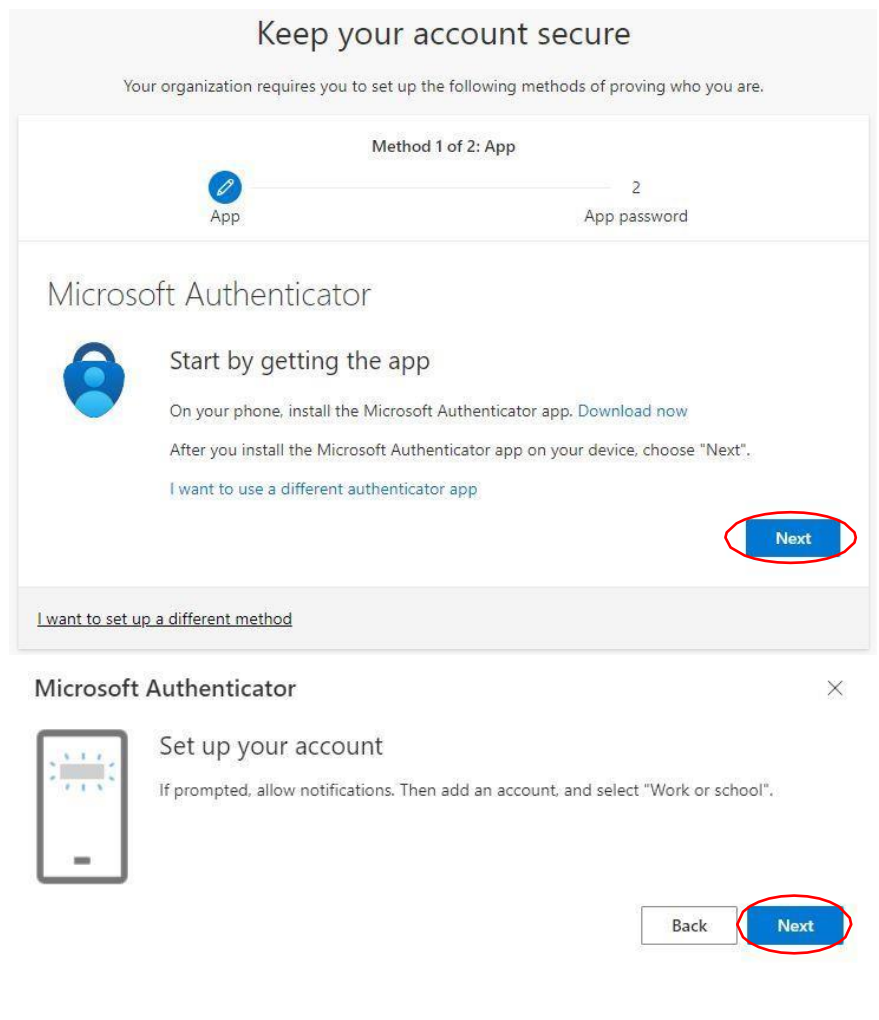 Keep your account secure
Your organization requires you to set up the following methods of proving who you are.
Method 1 of 2: App
2
App
App password
Microsoft Authenticator
Start by getting the app
On your phone, install the Microsoft Authenticator app. Download now
After you install the Microsoft Authenticator app on your device, choose "Next".
I want to use a different authenticator app
Next
I want to set up a different method
Microsoft Authenticator
Set up your account
If prompted, allow notifications. Then add an account, and select "Work or school".
Back
Next